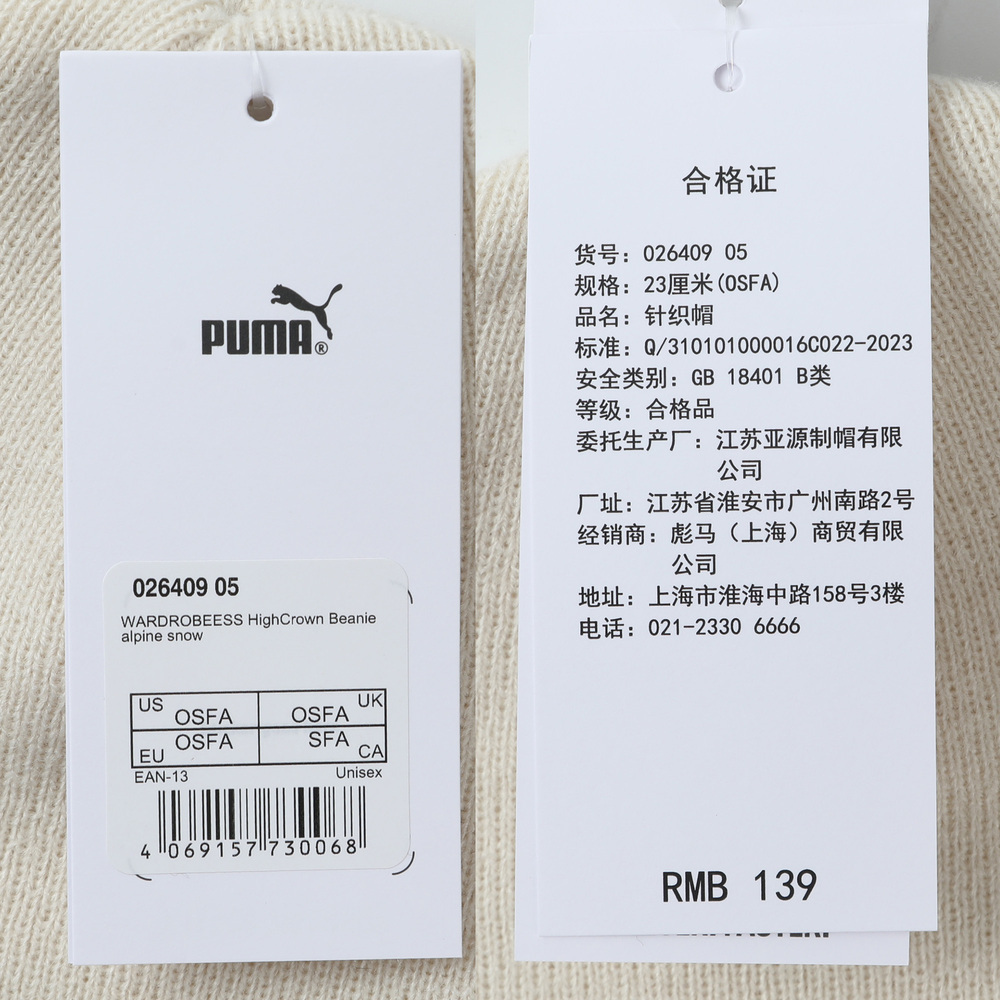 PUMA®
026409 05
WARDROBEESS HighCrown Beanie
alpine snow
US OSFA OSFA UK
EU OSFA SFA CA
EAN-13 Unisex
4 069157 730068
合格证
货号：026409 05
规格：23厘米(OSFA)
品名：针织帽
标准：Q/310101000016C022-2023
安全类别：GB 18401 B类
等级：合格品
委托生产厂：江苏亚源制帽有限
公司
厂址：江苏省淮安市广州南路2号
经销商：彪马（上海）商贸有限
公司
地址：上海市淮海中路158号3楼
电话：021-2330 6666
RMB 139